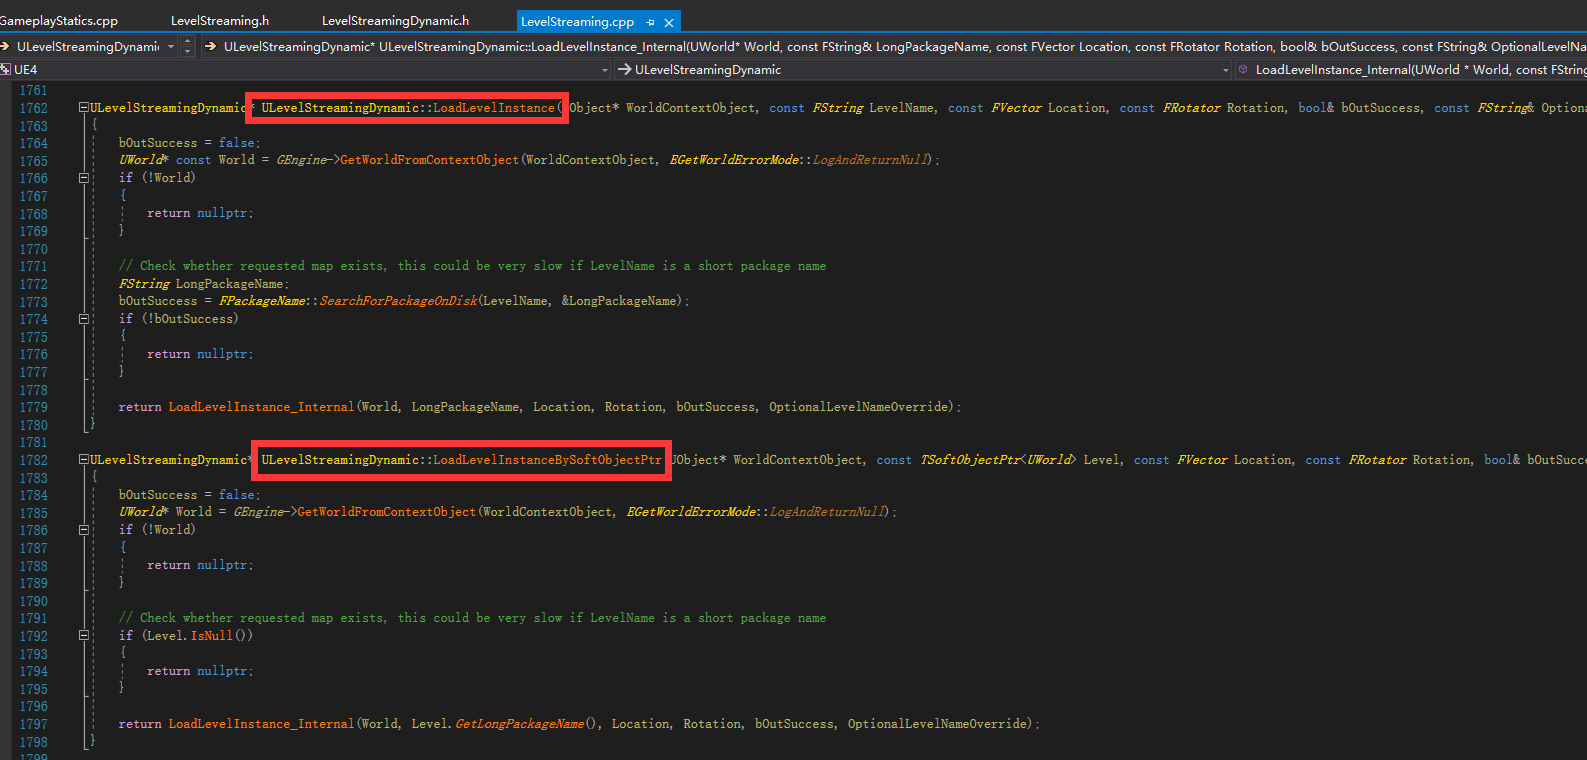 GameplayStatics.cpp LevelStreaming.h LevelStreamingDynamic.h LevelStreaming.cpp
ULevelStreamingDynami ULevelStreamingDynamic* ULevelStreamingDynamic::LoadLevelInstance_Internal(UWorld* World, const FString& LongPackageName, const FVector Location, const FRotator Rotation, bool& bOutSuccess, const FString& OptionalLevelNa
UE4 ULevelStreamingDynamic LoadLevelInstance_Internal(UWorld * World, const FString
1761
1762 ULevelStreamingDynamic* ULevelStreamingDynamic::LoadLevelInstance( Object* WorldContextObject, const FString LevelName, const FVector Location, const FRotator Rotation, bool& bOutSuccess, const FString& Optiona
1763 {
1764 bOutSuccess = false;
1765 UWorld* const World = GEngine->GetWorldFromContextObject(WorldContextObject, EGetWorldErrorMode::LogAndReturnNull);
1766 if (!World)
1767 {
1768 return nullptr;
1769 }
1770
1771 // Check whether requested map exists, this could be very slow if LevelName is a short package name
1772 FString LongPackageName;
1773 bOutSuccess = FPackageName::SearchForPackageOnDisk(LevelName, &LongPackageName);
1774 if (!bOutSuccess)
1775 {
1776 return nullptr;
1777 }
1778
1779 return LoadLevelInstance_Internal(World, LongPackageName, Location, Rotation, bOutSuccess, OptionalLevelNameOverride);
1780 }
1781
1782 ULevelStreamingDynamic* ULevelStreamingDynamic::LoadLevelInstanceBySoftObjectPtr UObject* WorldContextObject, const TSoftObjectPtr<UWorld> Level, const FVector Location, const FRotator Rotation, bool& bOutSucce
1783 {
1784 bOutSuccess = false;
1785 UWorld* World = GEngine->GetWorldFromContextObject(WorldContextObject, EGetWorldErrorMode::LogAndReturnNull);
1786 if (!World)
1787 {
1788 return nullptr;
1789 }
1790
1791 // Check whether requested map exists, this could be very slow if LevelName is a short package name
1792 if (Level.IsNull())
1793 {
1794 return nullptr;
1795 }
1796
1797 return LoadLevelInstance_Internal(World, Level.GetLongPackageName(), Location, Rotation, bOutSuccess, OptionalLevelNameOverride);
1798 }
1799